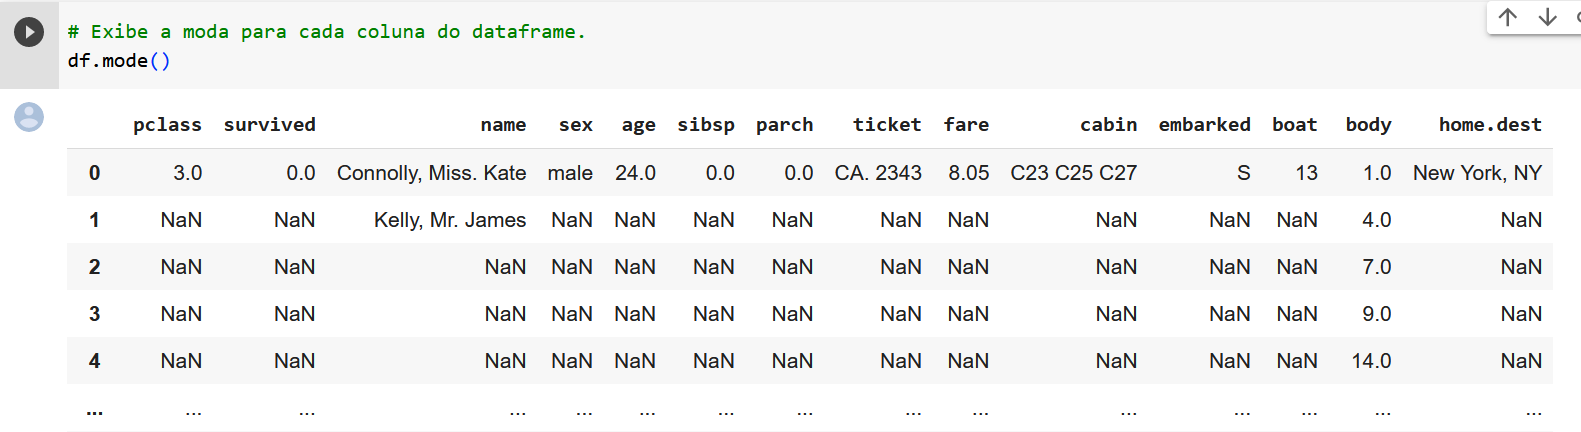 # Exibe a moda para cada coluna do dataframe.
df.mode()
pclass survived name sex age sibsp parch ticket fare cabin embarked boat body home.dest
0 3.0 0.0 Connolly, Miss. Kate male 24.0 0.0 0.0 CA. 2343 8.05 C23 C25 C27 S 13 1.0 New York, NY
1 NaN NaN Kelly, Mr. James NaN NaN NaN NaN NaN NaN NaN NaN NaN 4.0 NaN
2 NaN NaN NaN NaN NaN NaN NaN NaN NaN NaN NaN NaN 7.0 NaN
3 NaN NaN NaN NaN NaN NaN NaN NaN NaN NaN NaN NaN 9.0 NaN
4 NaN NaN NaN NaN NaN NaN NaN NaN NaN NaN NaN NaN 14.0 NaN
... ... ... ... ... ... ... ... ... ... ... ... ... ... ...